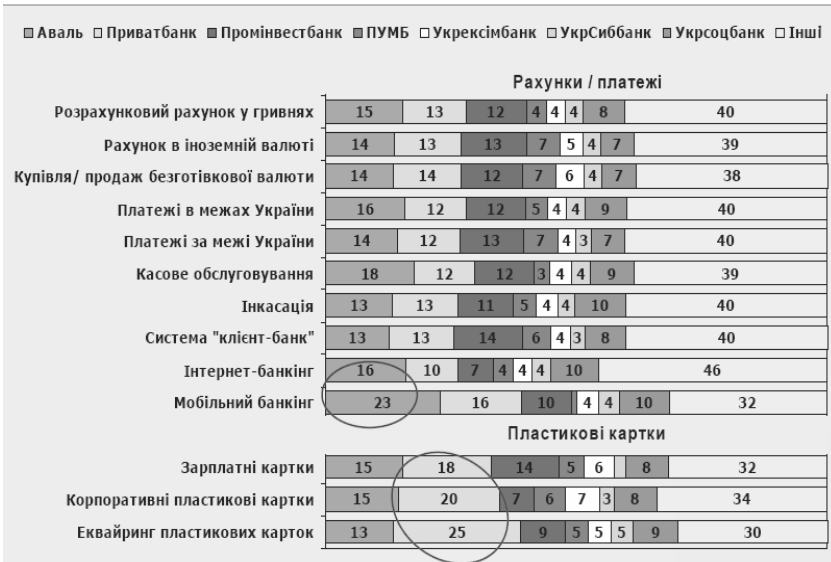 Аваль Приватбанк Промінвестбанк ПУМБ Укрексімбанк УкрСиббанк Укрсоцбанк Інші
Рахунки / платежі
Розрахунковий рахунок у гривнях 15 13 12 4 4 4 8 40
Рахунок в іноземній валюті 14 13 13 7 5 4 7 39
Купівля/ продаж безготівкової валюти 14 14 12 7 6 4 7 38
Платежі в межах України 16 12 12 5 4 4 9 40
Платежі за межі України 14 12 13 7 4 3 7 40
Касове обслуговування 18 12 12 3 4 4 9 39
Інкасація 13 13 11 5 4 4 10 40
Система "клієнт-банк" 13 13 14 6 4 3 8 40
Інтернет-банкінг 16 10 7 4 4 4 10 46
Мобільний банкінг 23 16 10 4 4 10 32
Пластикові картки
Зарплатні картки 15 18 14 5 6 8 32
Корпоративні пластикові картки 15 20 7 6 7 3 8 34
Еквайринг пластикових карток 13 25 9 5 5 5 9 30